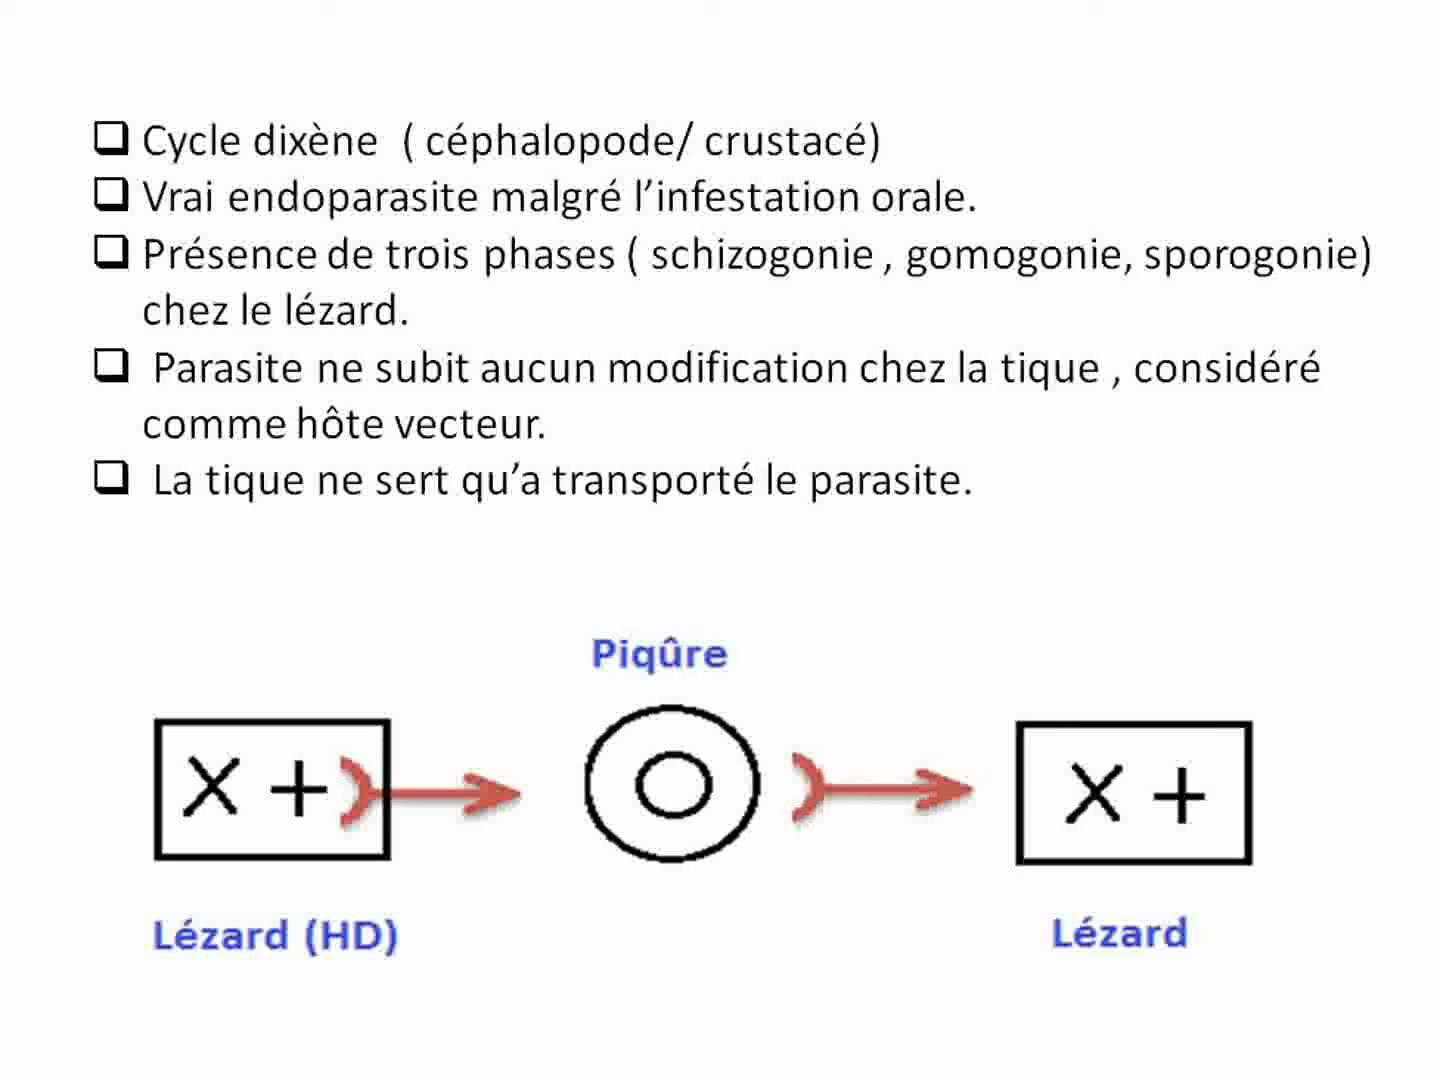 Cycle dixène ( céphalopode/ crustacé)
Vrai endoparasite malgré l’infestation orale.
Présence de trois phases ( schizogonie , gomogonie, sporogonie)
chez le lézard.
Parasite ne subit aucun modification chez la tique , considéré
comme hôte vecteur.
La tique ne sert qu’a transporté le parasite.
Piqûre
X +
X +
Lézard (HD)
Lézard